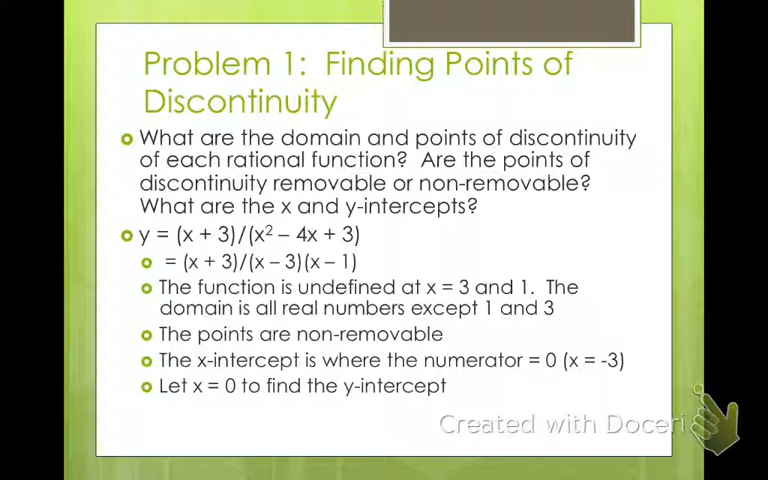 Problem 1: Finding Points of
Discontinuity
What are the domain and points of discontinuity
of each rational function? Are the points of
discontinuity removable or non-removable?
What are the x and y-intercepts?
y = (x + 3)/(x² – 4x + 3)
= (x + 3)/(x – 3)(x – 1)
The function is undefined at x = 3 and 1. The
domain is all real numbers except 1 and 3
The points are non-removable
The x-intercept is where the numerator = 0 (x = -3)
Let x = 0 to find the y-intercept
Created with Doceri